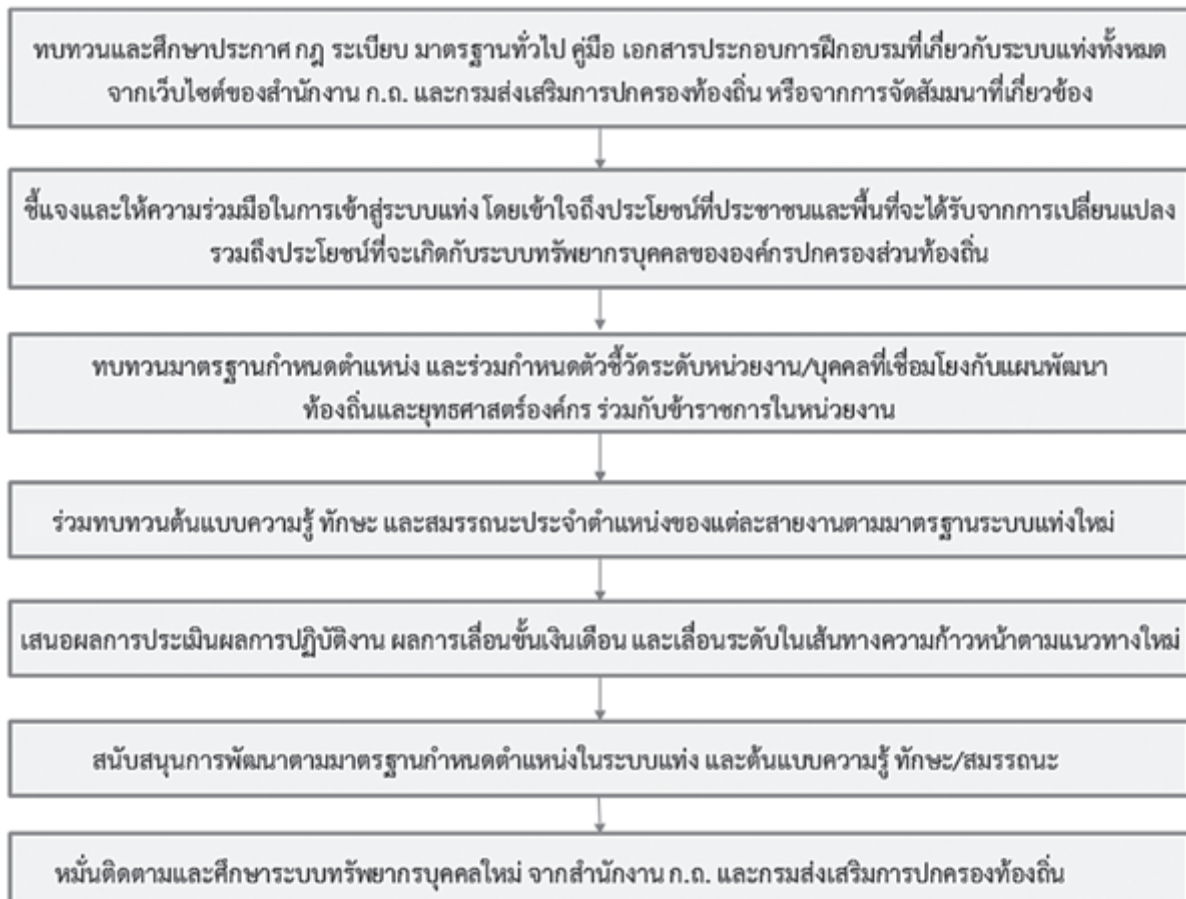 ทบทวนและศึกษาประกาศ กฎ ระเบียบ มาตรฐานทั่วไป คู่มือ เอกสารประกอบการฝึกอบรมที่เกี่ยวกับระบบแท่งทั้งหมด
จากเว็บไซต์ของสำนักงาน ก.ถ. และกรมส่งเสริมการปกครองท้องถิ่น หรือจากการจัดสัมมนาที่เกี่ยวข้อง
ชี้แจงและให้ความร่วมมือในการเข้าสู่ระบบแท่ง โดยเข้าใจถึงประโยชน์ที่ประชาชนและพื้นที่จะได้รับจากการเปลี่ยนแปลง
รวมถึงประโยชน์ที่จะเกิดกับระบบทรัพยากรบุคคลขององค์กรปกครองส่วนท้องถิ่น
ทบทวนมาตรฐานกำหนดตำแหน่ง และร่วมกำหนดตัวชี้วัดระดับหน่วยงาน/บุคคลที่เชื่อมโยงกับแผนพัฒนา
ท้องถิ่นและยุทธศาสตร์องค์กร ร่วมกับข้าราชการในหน่วยงาน
ร่วมทบทวนต้นแบบความรู้ ทักษะ และสมรรถนะประจำตำแหน่งของแต่ละสายงานตามมาตรฐานระบบแท่งใหม่
เสนอผลการประเมินผลการปฏิบัติงาน ผลการเลื่อนขั้นเงินเดือน และเลื่อนระดับในเส้นทางความก้าวหน้าตามแนวทางใหม่
สนับสนุนการพัฒนาตามมาตรฐานกำหนดตำแหน่งในระบบแท่ง และต้นแบบความรู้ ทักษะ/สมรรถนะ
หมั่นติดตามและศึกษาระบบทรัพยากรบุคคลใหม่ จากสำนักงาน ก.ถ. และกรมส่งเสริมการปกครองท้องถิ่น